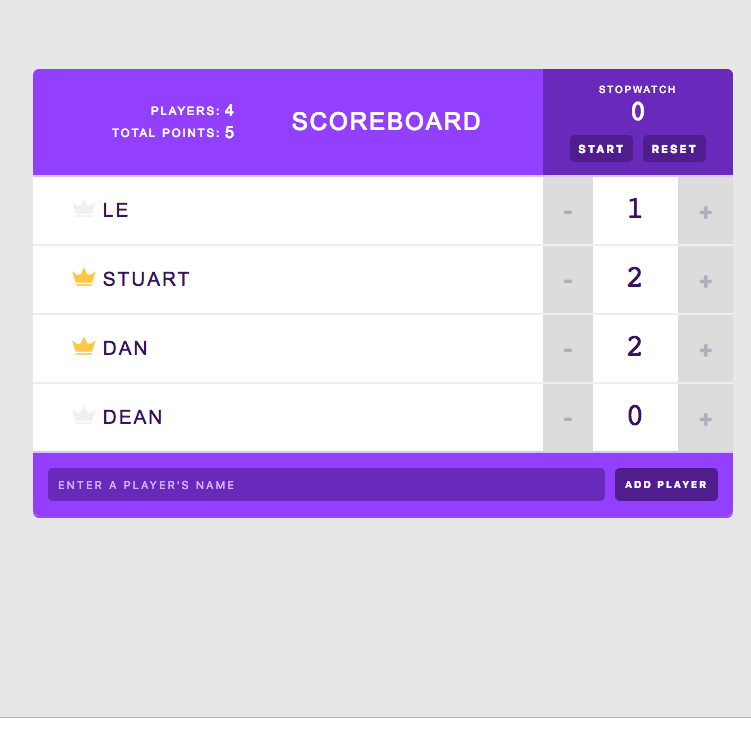 PLAYERS: 4
TOTAL POINTS: 5
SCOREBOARD
STOPWATCH
0
START RESET
LE - 1 +
STUART - 2 +
DAN - 2 +
DEAN - 0 +
ENTER A PLAYER'S NAME ADD PLAYER